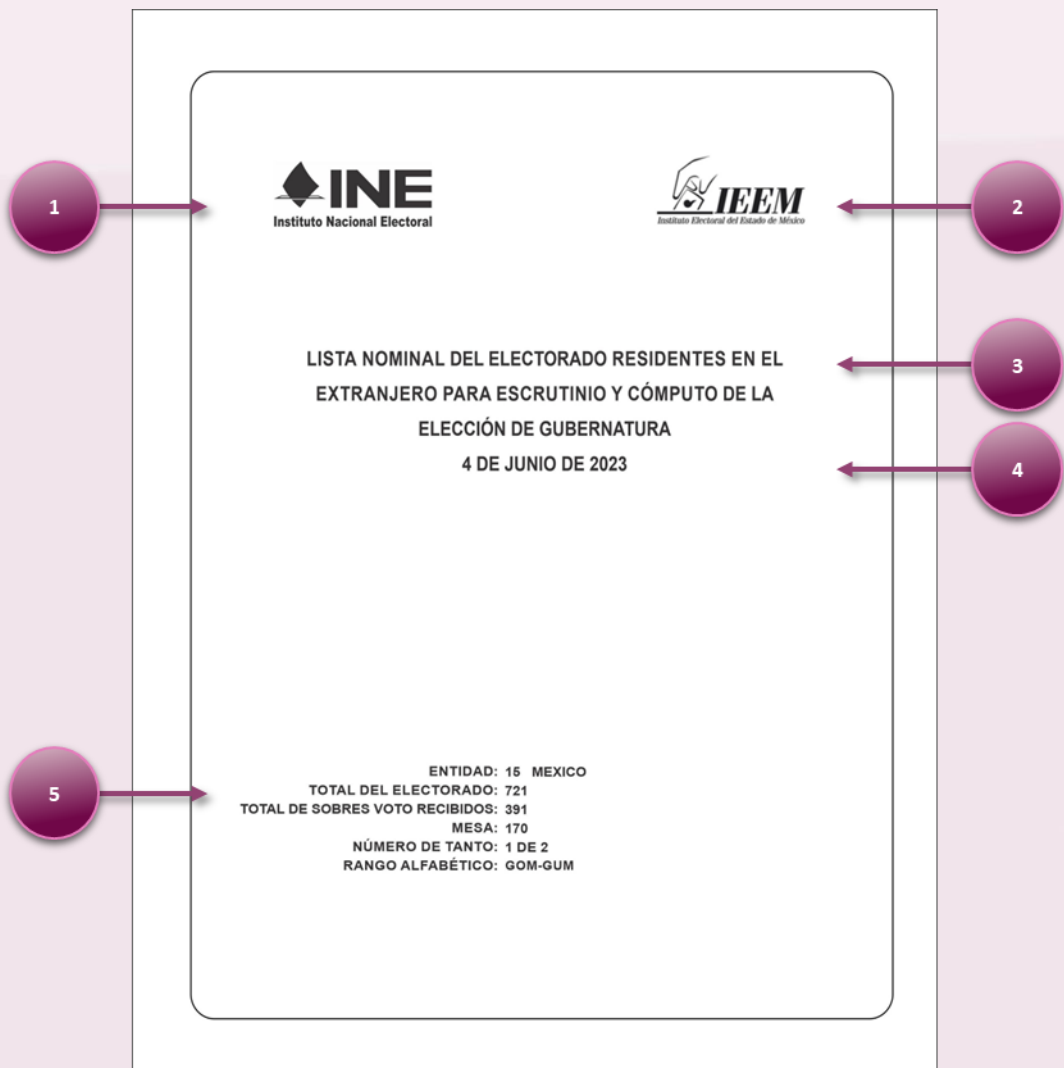 INE
Instituto Nacional Electoral
IEEM
Instituto Electoral del Estado de México
1
2
LISTA NOMINAL DEL ELECTORADO RESIDENTES EN EL
EXTRANJERO PARA ESCRUTINIO Y CÓMPUTO DE LA
ELECCIÓN DE GUBERNATURA
4 DE JUNIO DE 2023
3
4
5
ENTIDAD: 15 MEXICO
TOTAL DEL ELECTORADO: 721
TOTAL DE SOBRES VOTO RECIBIDOS: 391
MESA: 170
NÚMERO DE TANTO: 1 DE 2
RANGO ALFABÉTICO: GOM-GUM